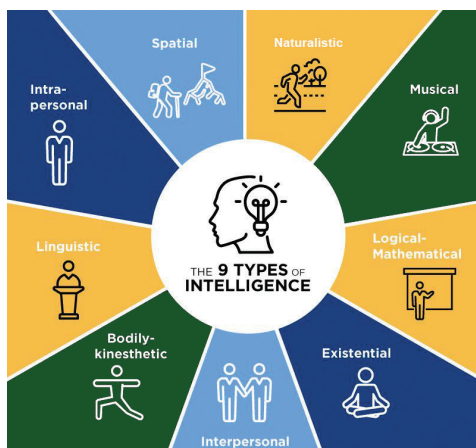 Spatial
Naturalistic
Intra-
personal
Musical
THE 9 TYPES OF
INTELLIGENCE
Linguistic
Logical-
Mathematical
Bodily-
kinesthetic
Existential
Interpersonal